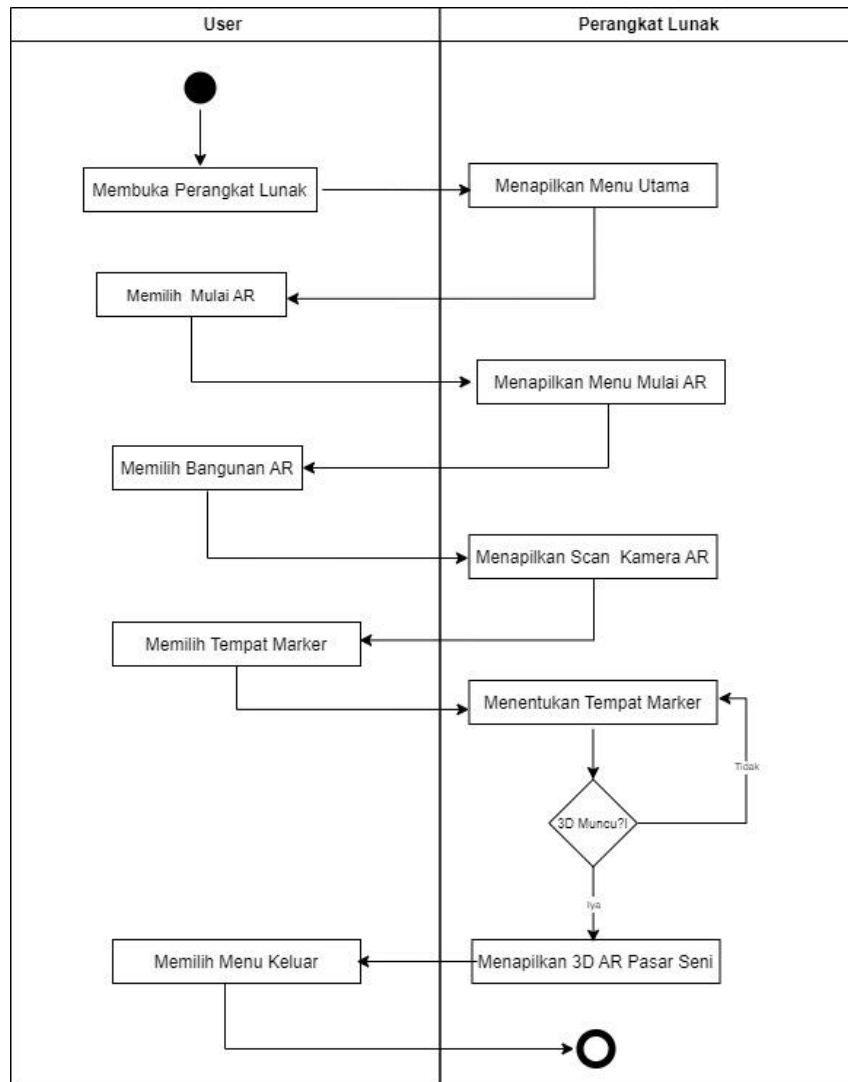 User
Perangkat Lunak
Membuka Perangkat Lunak
Menapilkan Menu Utama
Memilih Mulai AR
Menapilkan Menu Mulai AR
Memilih Bangunan AR
Menapilkan Scan Kamera AR
Memilih Tempat Marker
Menentukan Tempat Marker
Tidak
3D Muncu?l
Iya
Memilih Menu Keluar
Menapilkan 3D AR Pasar Seni